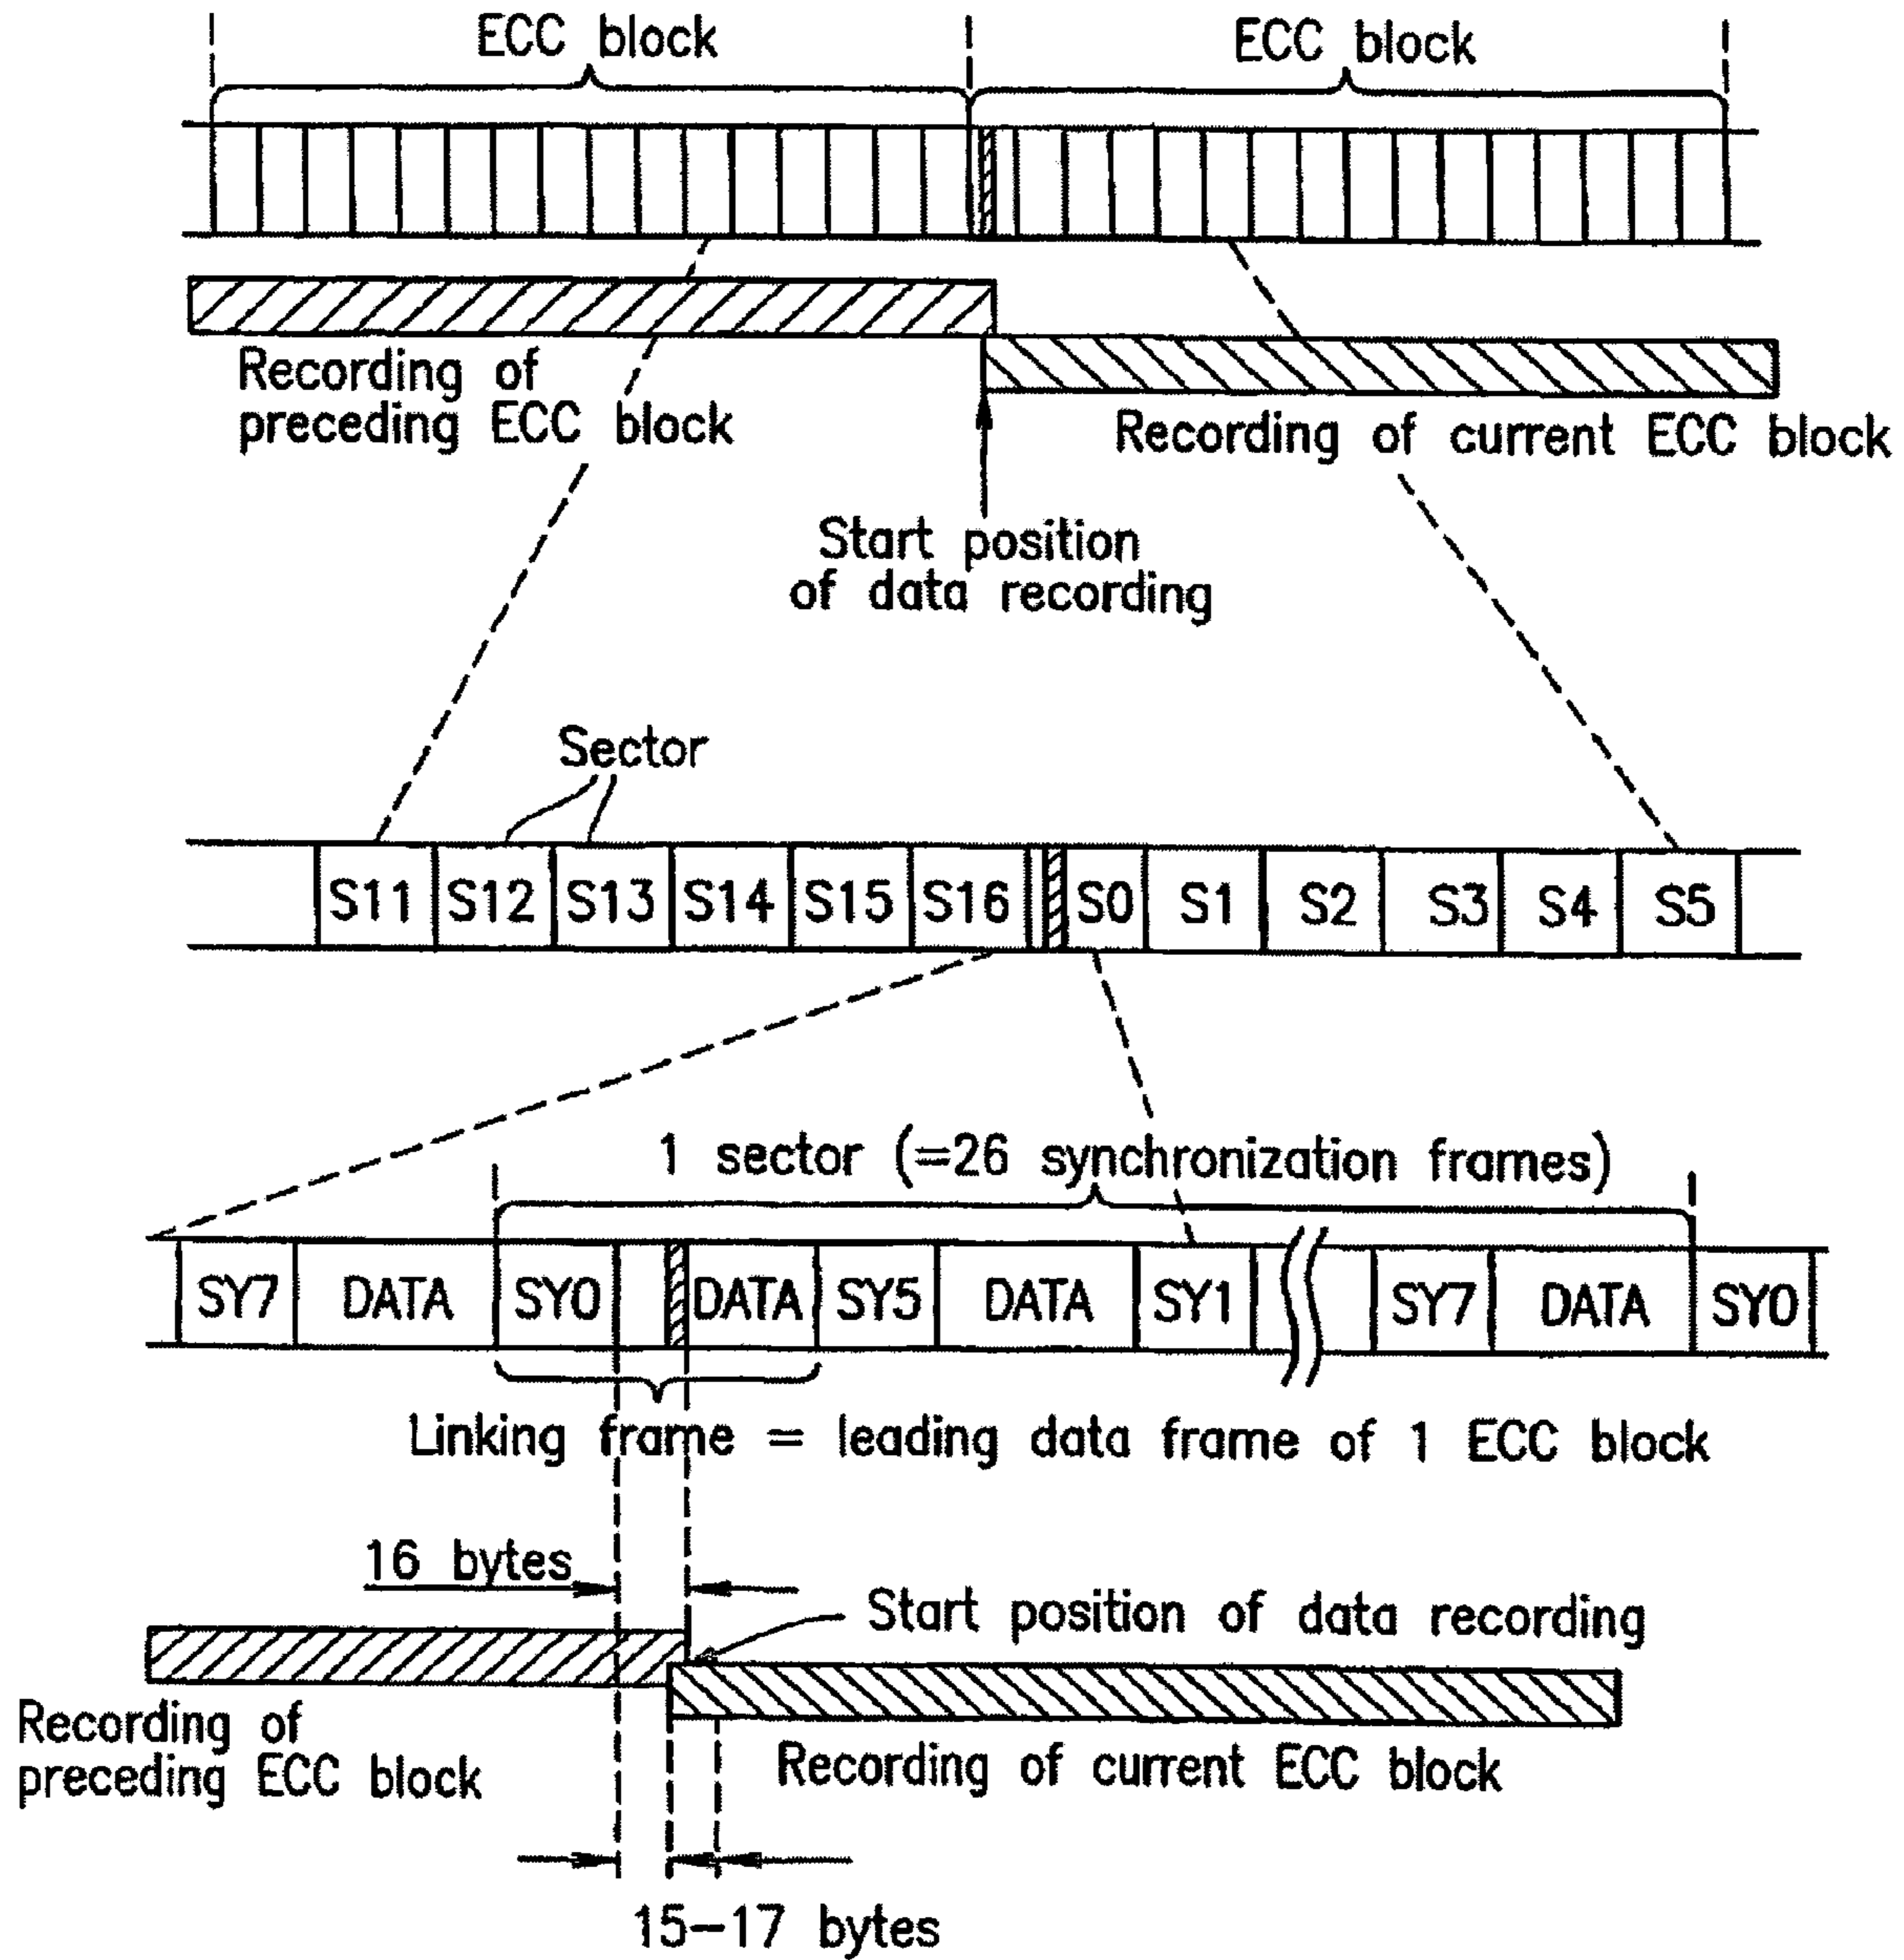 ECC block ECC block
Recording of
preceding ECC block
Recording of current ECC block
Start position
of data recording
Sector
S11 S12 S13 S14 S15 S16 S0 S1 S2 S3 S4 S5
1 sector (=26 synchronization frames)
SY7 DATA SY0 DATA SY5 DATA SY1 SY7 DATA SY0
Linking frame = leading data frame of 1 ECC block
16 bytes
Start position of data recording
Recording of
preceding ECC block
Recording of current ECC block
15-17 bytes